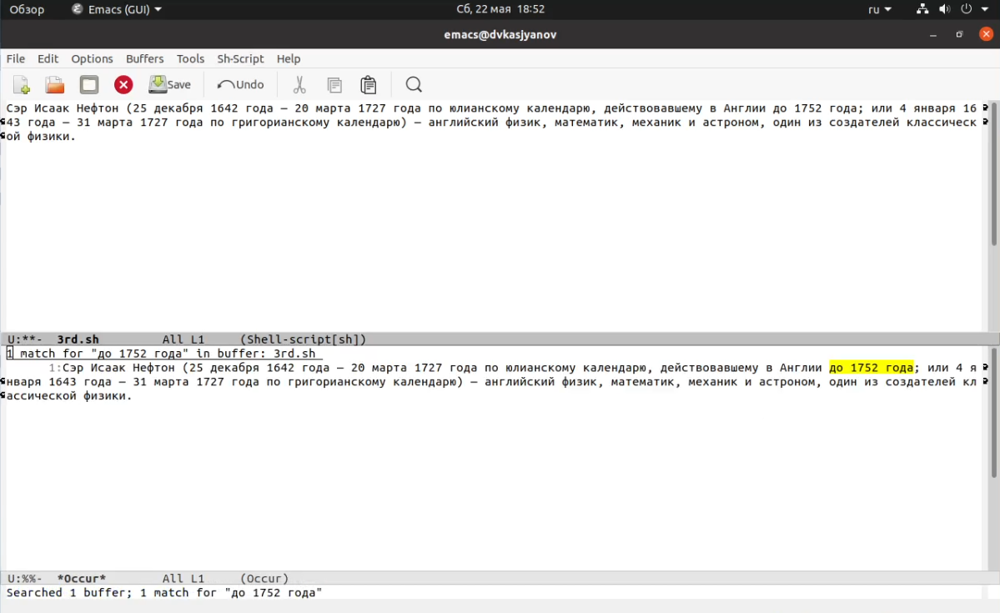 Обзор Emacs (GUI) Сб, 22 мая 18:52 ru
emacs@dvkasjyanov
File Edit Options Buffers Tools Sh-Script Help
Save Undo
Сэр Исаак Нефтон (25 декабря 1642 года — 20 марта 1727 года по юлианскому календарю, действовавшему в Англии до 1752 года; или 4 января 16
43 года — 31 марта 1727 года по григорианскому календарю) — английский физик, математик, механик и астроном, один из создателей классическ
ой физики.
U:**- 3rd.sh All L1 (Shell-script[sh])
1 match for "до 1752 года" in buffer: 3rd.sh
1:Сэр Исаак Нефтон (25 декабря 1642 года — 20 марта 1727 года по юлианскому календарю, действовавшему в Англии до 1752 года; или 4 я
нваря 1643 года — 31 марта 1727 года по григорианскому календарю) — английский физик, математик, механик и астроном, один из создателей кл
ассической физики.
U:%%- *Occur* All L1 (Occur)
Searched 1 buffer; 1 match for "до 1752 года"